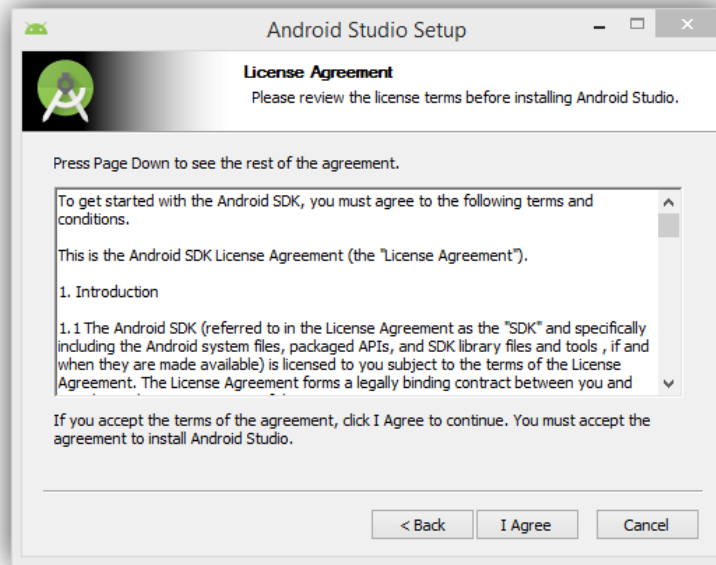 Android Studio Setup
License Agreement
Please review the license terms before installing Android Studio.
Press Page Down to see the rest of the agreement.
To get started with the Android SDK, you must agree to the following terms and
conditions.
This is the Android SDK License Agreement (the "License Agreement").
1. Introduction
1.1 The Android SDK (referred to in the License Agreement as the "SDK" and specifically
including the Android system files, packaged APIs, and SDK library files and tools , if and
when they are made available) is licensed to you subject to the terms of the License
Agreement. The License Agreement forms a legally binding contract between you and
If you accept the terms of the agreement, click I Agree to continue. You must accept the
agreement to install Android Studio.
< Back
I Agree
Cancel